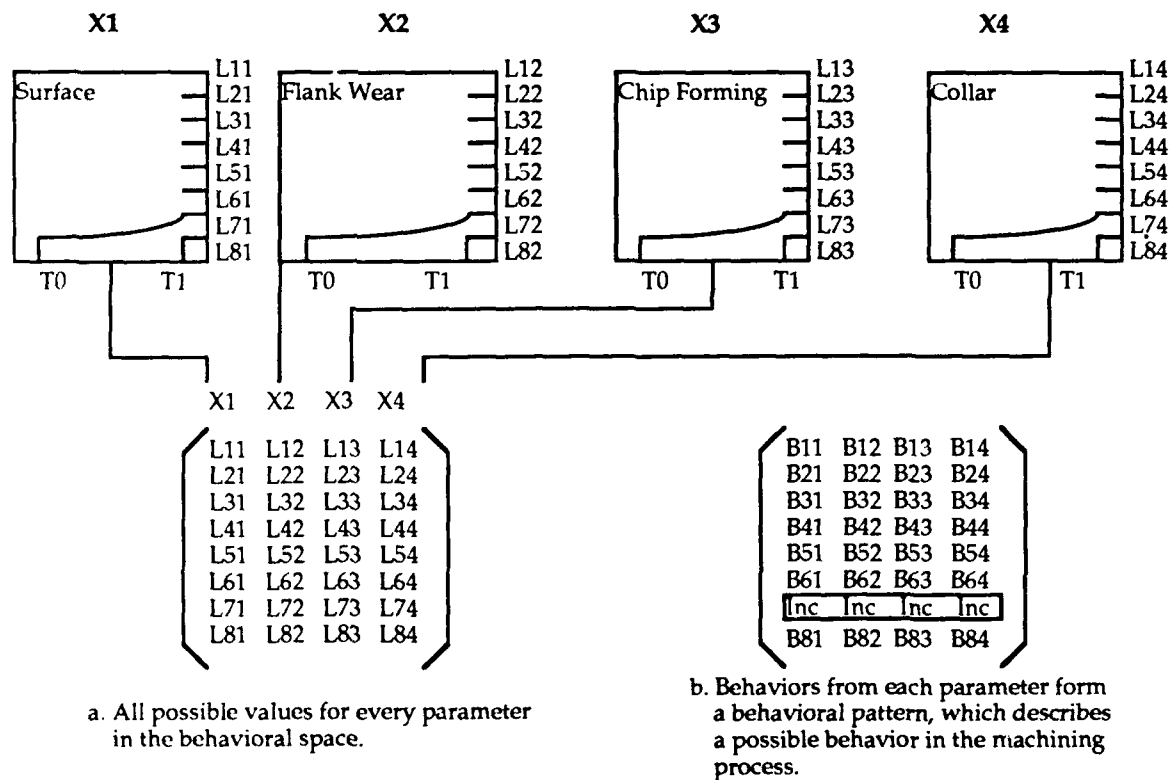 X1 X2 X3 X4
Surface
L11
L21
L31
L41
L51
L61
L71
L81
T0 T1
Flank Wear
L12
L22
L32
L42
L52
L62
L72
L82
T0 T1
Chip Forming
L13
L23
L33
L43
L53
L63
L73
L83
T0 T1
Collar
L14
L24
L34
L44
L54
L64
L74
L84
T0 T1
X1 X2 X3 X4
L11 L12 L13 L14
L21 L22 L23 L24
L31 L32 L33 L34
L41 L42 L43 L44
L51 L52 L53 L54
L61 L62 L63 L64
L71 L72 L73 L74
L81 L82 L83 L84
a. All possible values for every parameter
in the behavioral space.
B11 B12 B13 B14
B21 B22 B23 B24
B31 B32 B33 B34
B41 B42 B43 B44
B51 B52 B53 B54
B61 B62 B63 B64
Inc Inc Inc Inc
B81 B82 B83 B84
b. Behaviors from each parameter form
a behavioral pattern, which describes
a possible behavior in the machining
process.